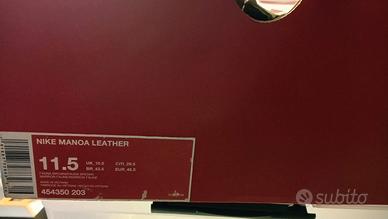 NIKE MANOA LEATHER
11.5
UK, 10.5 CM, 29.5
BR, 43.5 EUR, 45.5
454350 203
subito